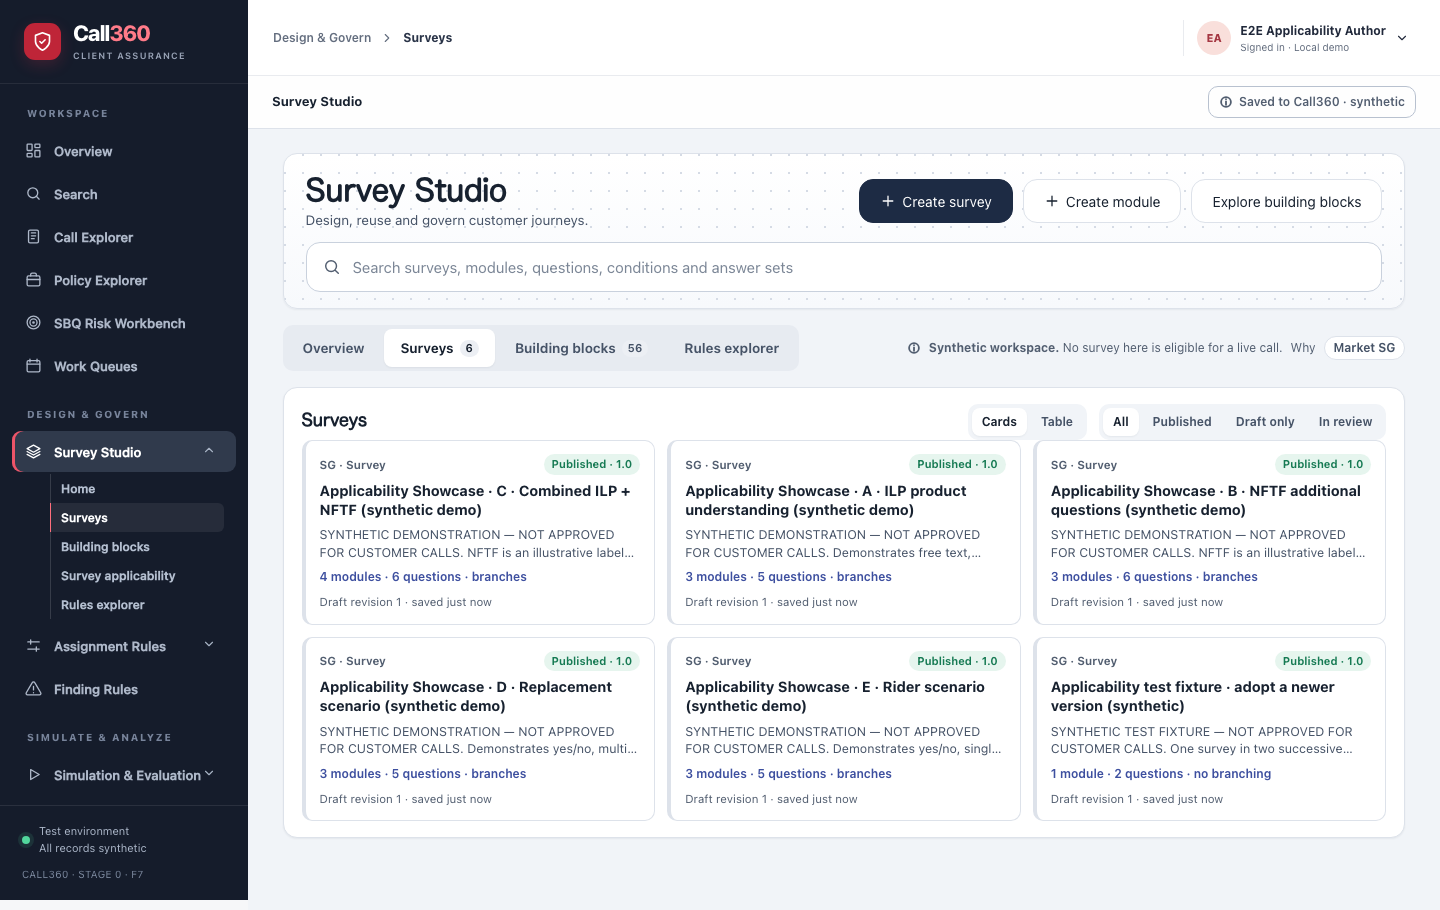 Call360
CLIENT ASSURANCE
WORKSPACE
Overview
Search
Call Explorer
Policy Explorer
SBQ Risk Workbench
Work Queues
DESIGN & GOVERN
Survey Studio
Home
Surveys
Building blocks
Survey applicability
Rules explorer
Assignment Rules
Finding Rules
SIMULATE & ANALYZE
Simulation & Evaluation
Test environment
All records synthetic
CALL360 · STAGE 0 · F7
Design & Govern > Surveys
EA
E2E Applicability Author
Signed in · Local demo
Survey Studio
Saved to Call360 · synthetic
Survey Studio
Design, reuse and govern customer journeys.
+ Create survey
+ Create module
Explore building blocks
Search surveys, modules, questions, conditions and answer sets
Overview
Surveys 6
Building blocks 56
Rules explorer
Synthetic workspace. No survey here is eligible for a live call. Why
Market SG
Surveys
Cards Table
All Published Draft only In review
SG · Survey
Published · 1.0
Applicability Showcase · C · Combined ILP +
NFTF (synthetic demo)
SYNTHETIC DEMONSTRATION — NOT APPROVED
FOR CUSTOMER CALLS. NFTF is an illustrative label...
4 modules · 6 questions · branches
Draft revision 1 · saved just now
SG · Survey
Published · 1.0
Applicability Showcase · A · ILP product
understanding (synthetic demo)
SYNTHETIC DEMONSTRATION — NOT APPROVED
FOR CUSTOMER CALLS. Demonstrates free text,...
3 modules · 5 questions · branches
Draft revision 1 · saved just now
SG · Survey
Published · 1.0
Applicability Showcase · B · NFTF additional
questions (synthetic demo)
SYNTHETIC DEMONSTRATION — NOT APPROVED
FOR CUSTOMER CALLS. NFTF is an illustrative label...
3 modules · 6 questions · branches
Draft revision 1 · saved just now
SG · Survey
Published · 1.0
Applicability Showcase · D · Replacement
scenario (synthetic demo)
SYNTHETIC DEMONSTRATION — NOT APPROVED
FOR CUSTOMER CALLS. Demonstrates yes/no, multi...
3 modules · 5 questions · branches
Draft revision 1 · saved just now
SG · Survey
Published · 1.0
Applicability Showcase · E · Rider scenario
(synthetic demo)
SYNTHETIC DEMONSTRATION — NOT APPROVED
FOR CUSTOMER CALLS. Demonstrates yes/no, singl...
3 modules · 5 questions · branches
Draft revision 1 · saved just now
SG · Survey
Published · 1.0
Applicability test fixture · adopt a newer
version (synthetic)
SYNTHETIC TEST FIXTURE — NOT APPROVED FOR
CUSTOMER CALLS. One survey in two successive...
1 module · 2 questions · no branching
Draft revision 1 · saved just now